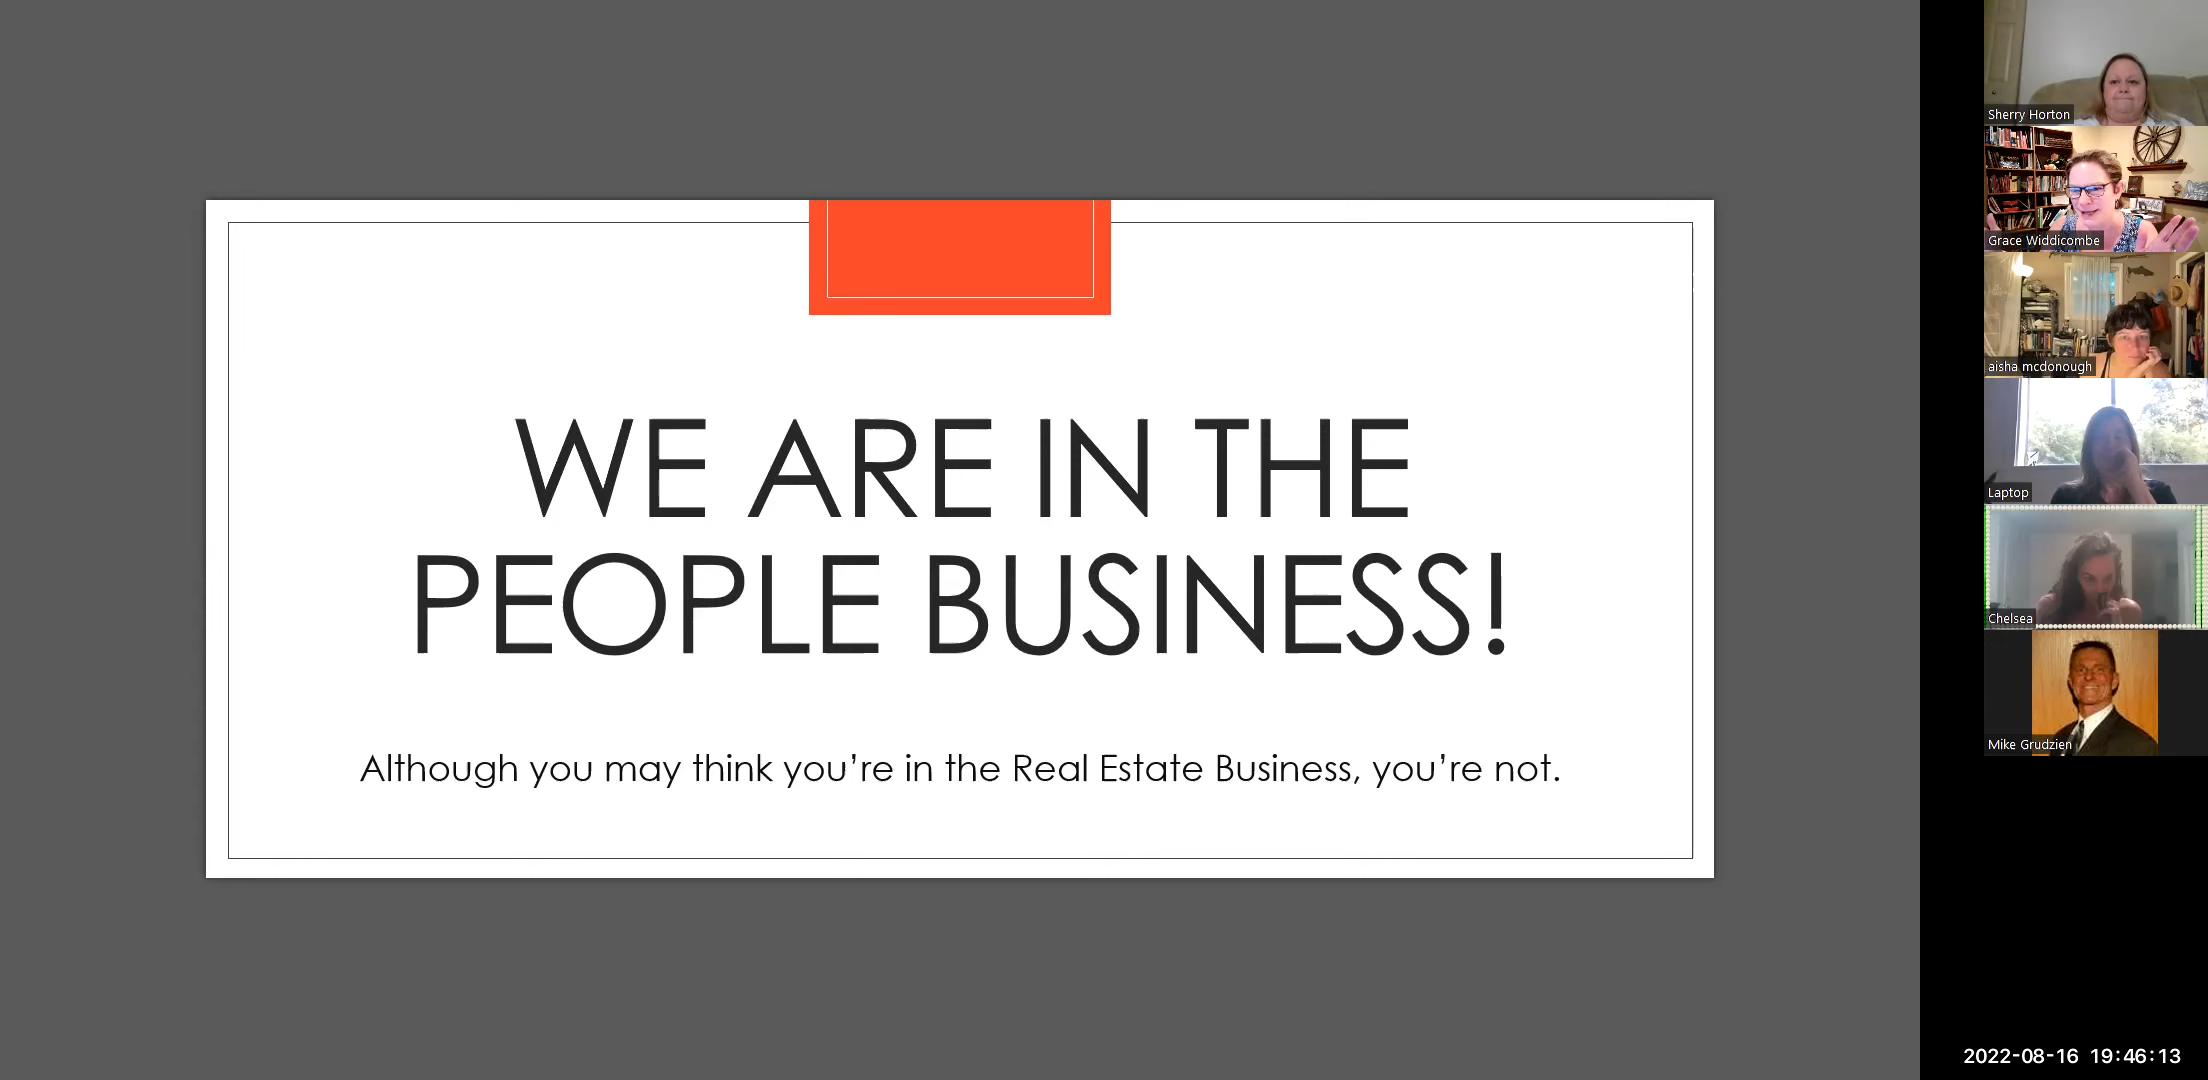 WE ARE IN THE
PEOPLE BUSINESS!
Although you may think you’re in the Real Estate Business, you’re not.
Sherry Horton
Grace Widdicombe
aisha mcdonough
Laptop
Chelsea
Mike Grudzien
2022-08-16 19:46:13